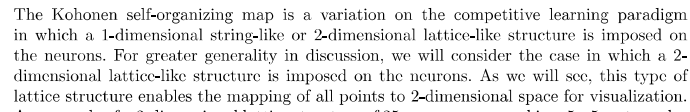 The Kohonen self-organizing map is a variation on the competitive learning paradigm
in which a 1-dimensional string-like or 2-dimensional lattice-like structure is imposed on
the neurons. For greater generality in discussion, we will consider the case in which a 2-
dimensional lattice-like structure is imposed on the neurons. As we will see, this type of
lattice structure enables the mapping of all points to 2-dimensional space for visualization.